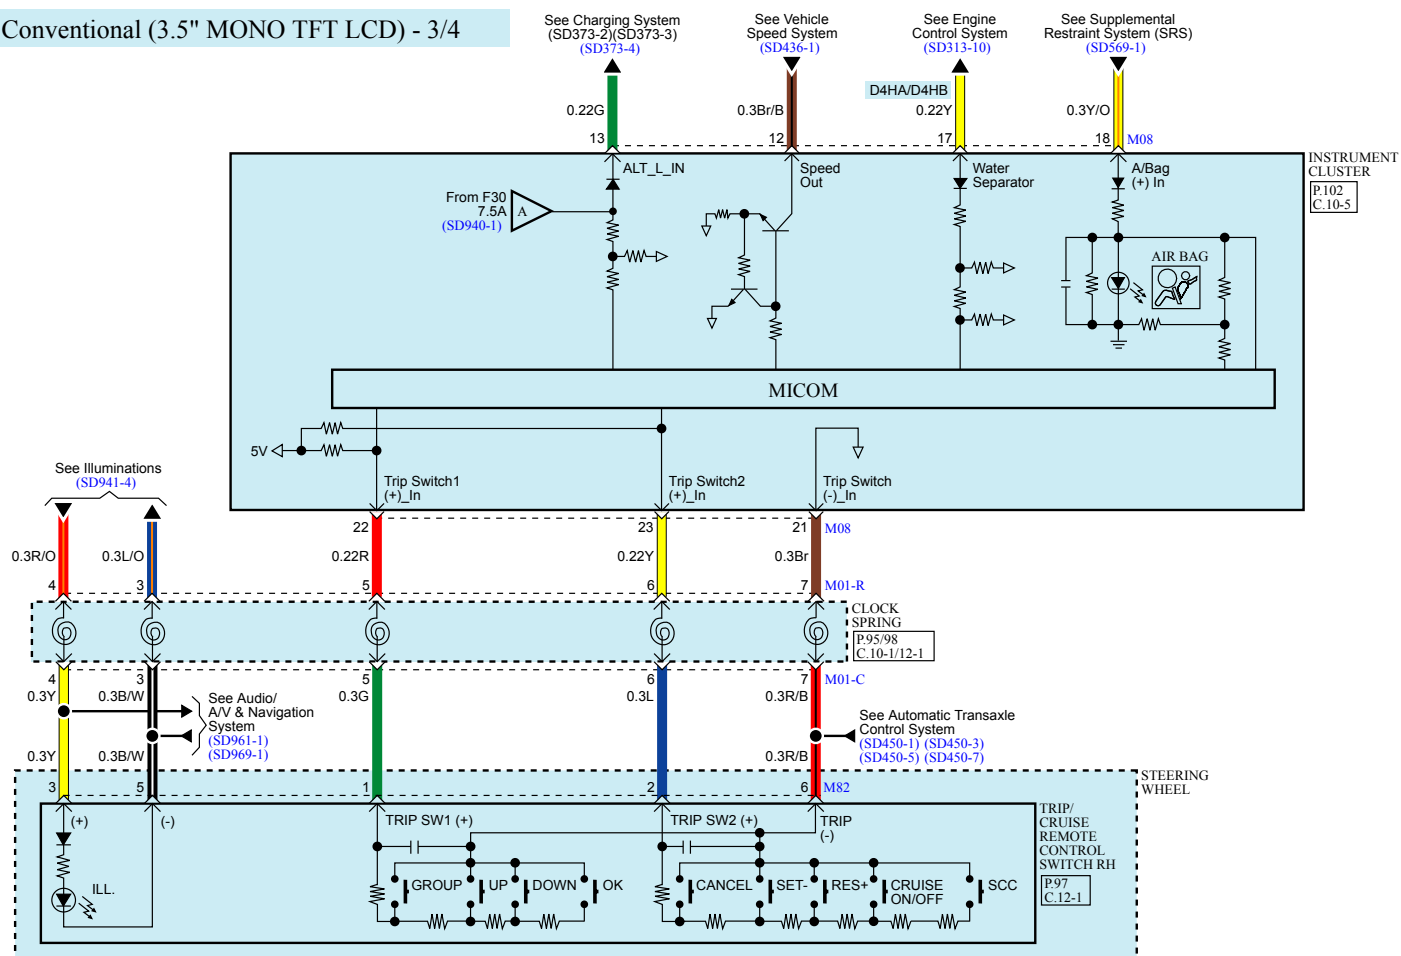 Conventional (3.5" MONO TFT LCD) - 3/4
See Charging System
(SD373-2)(SD373-3)
(SD373-4)
See Vehicle
Speed System
(SD436-1)
See Engine
Control System
(SD313-10)
See Supplemental
Restraint System (SRS)
(SD569-1)
D4HA/D4HB
0.22G
0.3Br/B
0.22Y
0.3Y/O
13
12
17
18
M08
INSTRUMENT
CLUSTER
P.102
C.10-5
ALT_L_IN
Speed
Out
Water
Separator
A/Bag
(+) In
From F30
7.5A
(SD940-1)
A
AIR BAG
MICOM
5V
Trip Switch1
(+)_In
Trip Switch2
(+)_In
Trip Switch
(-)_In
See Illuminations
(SD941-4)
22
23
21
M08
0.3R/O
0.3L/O
0.22R
0.22Y
0.3Br
4
3
5
6
7
M01-R
CLOCK
SPRING
P.95/98
C.10-1/12-1
4
3
5
6
7
M01-C
0.3Y
0.3B/W
0.3G
0.3L
0.3R/B
See Audio/
A/V & Navigation
System
(SD961-1)
(SD969-1)
See Automatic Transaxle
Control System
(SD450-1) (SD450-3)
(SD450-5) (SD450-7)
0.3Y
0.3B/W
0.3R/B
STEERING
WHEEL
3
5
1
2
6
M82
(+)
(-)
TRIP SW1 (+)
TRIP SW2 (+)
TRIP
(-)
TRIP/
CRUISE
REMOTE
CONTROL
SWITCH RH
P.97
C.12-1
ILL.
GROUP
UP
DOWN
OK
CANCEL
SET-
RES+
CRUISE
ON/OFF
SCC